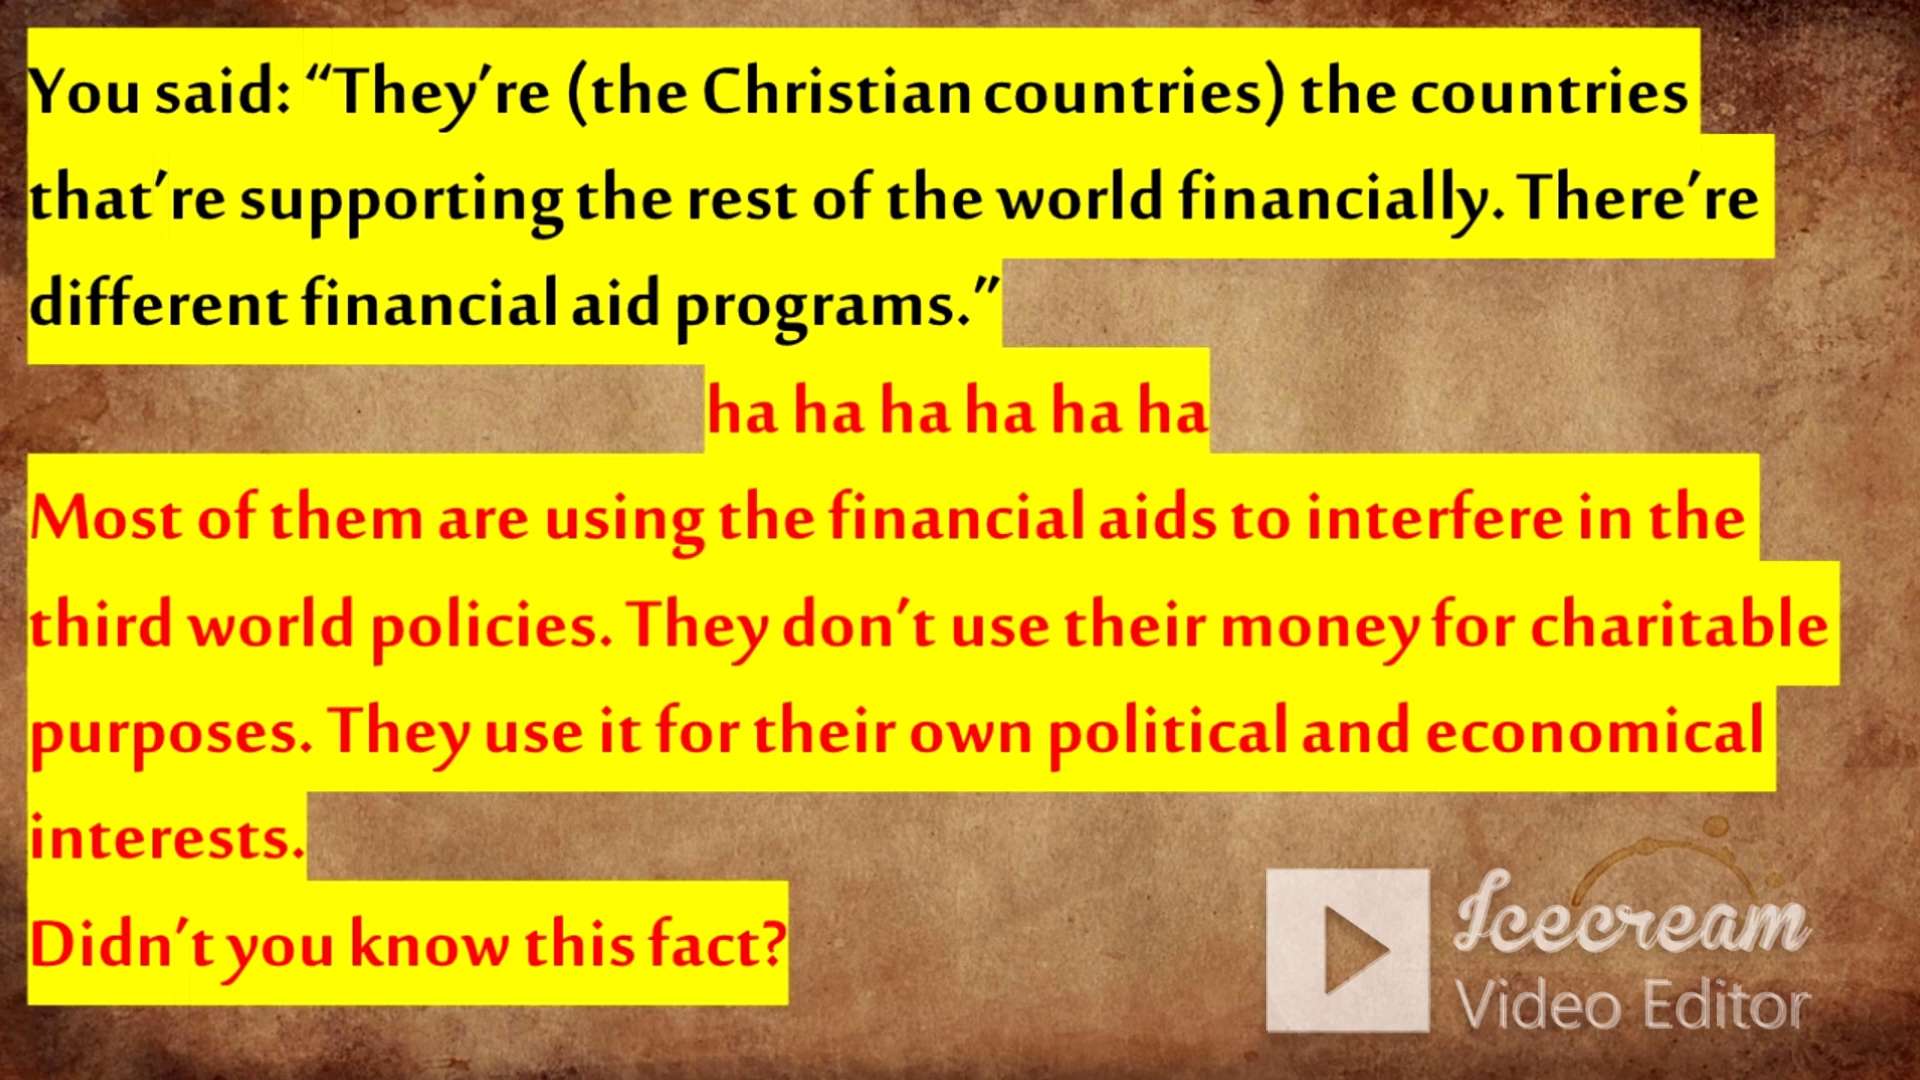 You said: “They’re (the Christian countries) the countries
that’re supporting the rest of the world financially. There’re
different financial aid programs.”
ha ha ha ha ha ha
Most of them are using the financial aids to interfere in the
third world policies. They don’t use their money for charitable
purposes. They use it for their own political and economical
interests.
Didn’t you know this fact?
Icecream
Video Editor